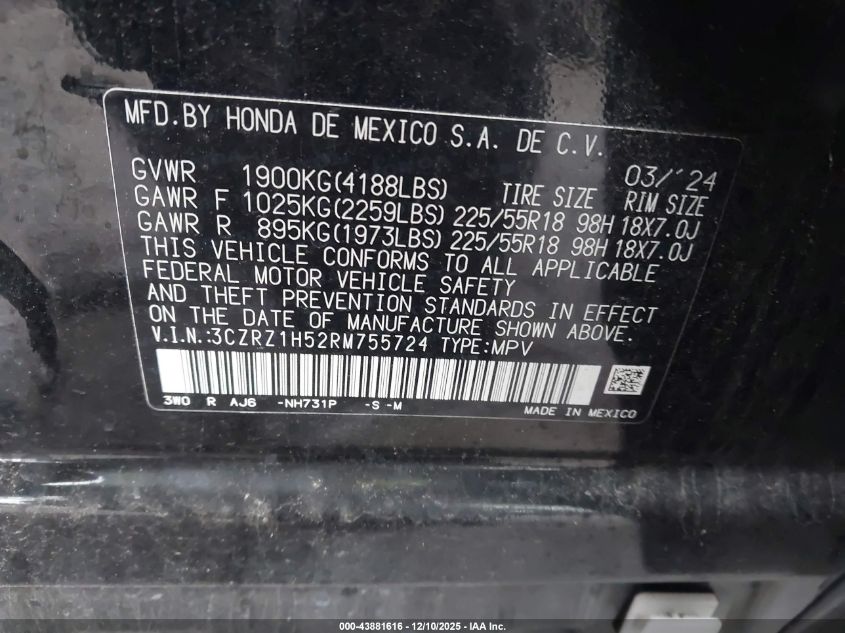 MFD.BY HONDA DE MEXICO S.A. DE C.V.
03/'24
GVWR 1900KG(4188LBS) TIRE SIZE RIM SIZE
GAWR F 1025KG(2259LBS) 225/55R18 98H 18X7.0J
GAWR R 895KG(1973LBS) 225/55R18 98H 18X7.0J
THIS VEHICLE CONFORMS TO ALL APPLICABLE
FEDERAL MOTOR VEHICLE SAFETY
AND THEFT PREVENTION STANDARDS IN EFFECT
ON THE DATE OF MANUFACTURE SHOWN ABOVE.
V.I.N.:3CZRZ1H52RM755724 TYPE:MPV
3W0 R AJ6 -NH731P -S-M
MADE IN MEXICO
000-43881616 - 12/10/2025 - IAA Inc.